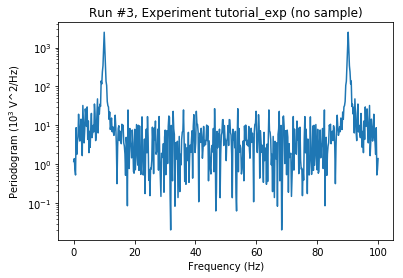 Run #3, Experiment tutorial_exp (no sample)
Periodogram (10³ V^2/Hz)
10³
10²
10¹
10⁰
10⁻¹
0 20 40 60 80 100
Frequency (Hz)